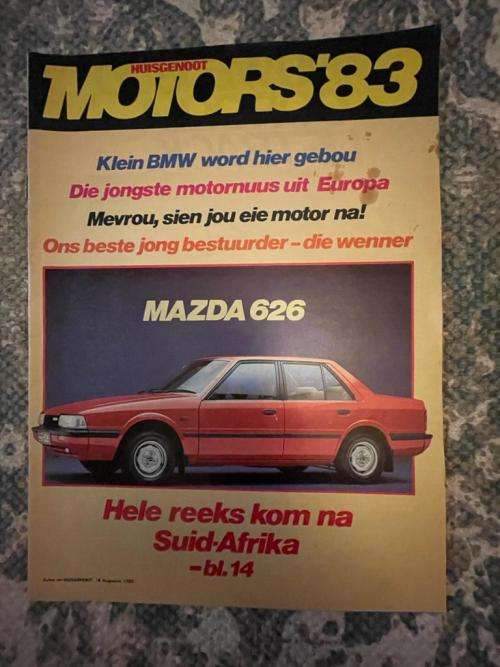 HUISGENOOT
MOTORS '83
Klein BMW word hier gebou
Die jongste motornuus uit Europa
Mevrou, sien jou eie motor na!
Ons beste jong bestuurder – die wenner
MAZDA 626
Hele reeks kom na
Suid-Afrika
– bl. 14